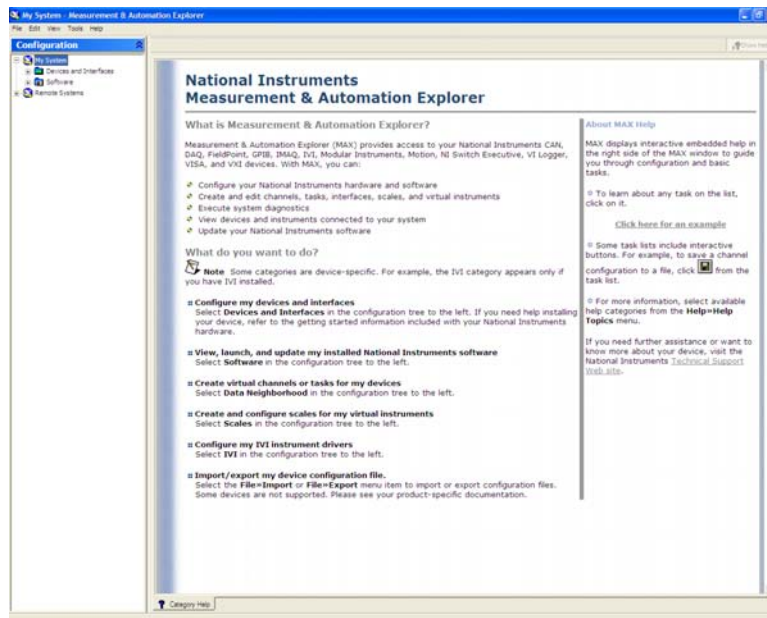 My System - Measurement & Automation Explorer
File Edit View Tools Help
Configuration
My System
Devices and Interfaces
Software
Remote Systems
National Instruments
Measurement & Automation Explorer
What is Measurement & Automation Explorer?
Measurement & Automation Explorer (MAX) provides access to your National Instruments CAN,
DAQ, FieldPoint, GPIB, IMAQ, IVI, Modular Instruments, Motion, NI Switch Executive, VI Logger,
VISA, and VXI devices. With MAX, you can:
Configure your National Instruments hardware and software
Create and edit channels, tasks, interfaces, scales, and virtual instruments
Execute system diagnostics
View devices and instruments connected to your system
Update your National Instruments software
What do you want to do?
Note Some categories are device-specific. For example, the IVI category appears only if
you have IVI installed.
Configure my devices and interfaces
Select Devices and Interfaces in the configuration tree to the left. If you need help installing
your device, refer to the getting started information included with your National Instruments
hardware.
View, launch, and update my installed National Instruments software
Select Software in the configuration tree to the left.
Create virtual channels or tasks for my devices
Select Data Neighborhood in the configuration tree to the left.
Create and configure scales for my virtual instruments
Select Scales in the configuration tree to the left.
Configure my IVI instrument drivers
Select IVI in the configuration tree to the left.
Import/export my device configuration file.
Select the File»Import or File»Export menu item to import or export configuration files.
Some devices are not supported. Please see your product-specific documentation.
About MAX Help
MAX displays interactive embedded help in
the right side of the MAX window to guide
you through configuration and basic
tasks.
To learn about any task on the list,
click on it.
Click here for an example
Some task lists include interactive
buttons. For example, to save a channel
configuration to a file, click from the
task list.
For more information, select available
help categories from the Help»Help
Topics menu.
If you need further assistance or want to
know more about your device, visit the
National Instruments Technical Support
Web site.
Category Help